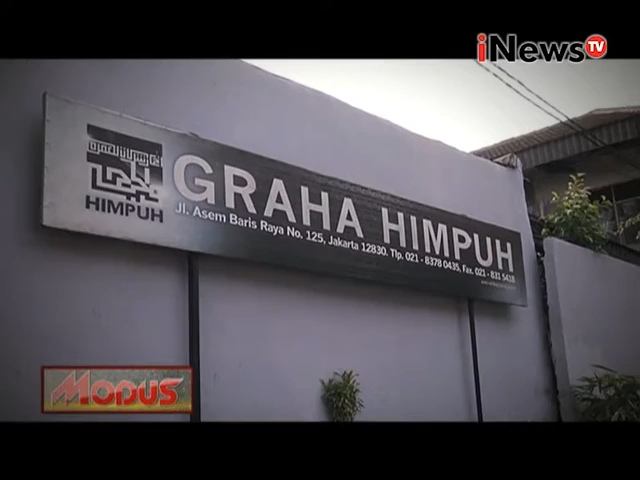 iNews TV
HIMPUH
GRAHA HIMPUH
Jl. Asem Baris Raya No. 125, Jakarta 12830. Tlp. 021 - 8378 0435, Fax. 021 - 831 5418
MODUS